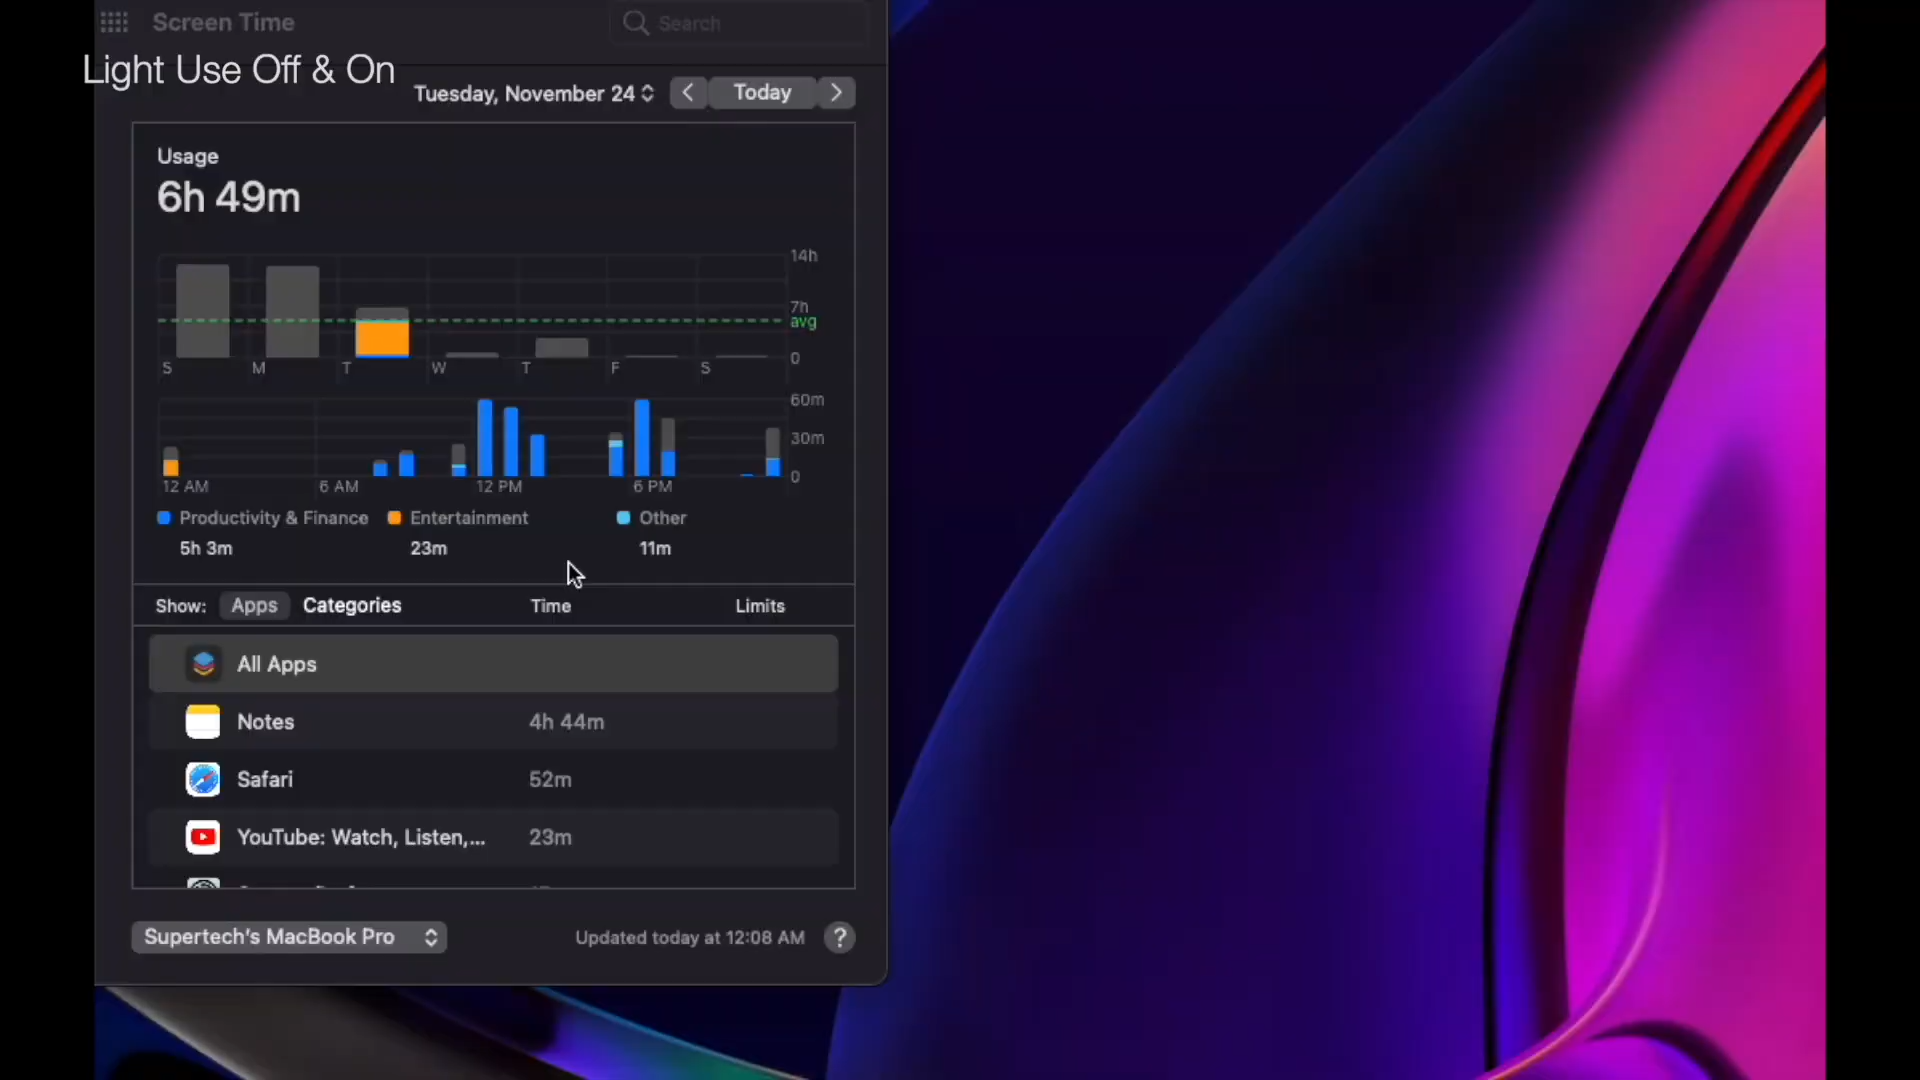 Screen Time
Search
Light Use Off & On
Tuesday, November 24
Today
Usage
6h 49m
14h
7h
avg
0
S M T W T F S
60m
30m
0
12 AM 6 AM 12 PM 6 PM
Productivity & Finance Entertainment Other
5h 3m 23m 11m
Show: Apps Categories Time Limits
All Apps
Notes 4h 44m
Safari 52m
YouTube: Watch, Listen,... 23m
Supertech's MacBook Pro
Updated today at 12:08 AM ?